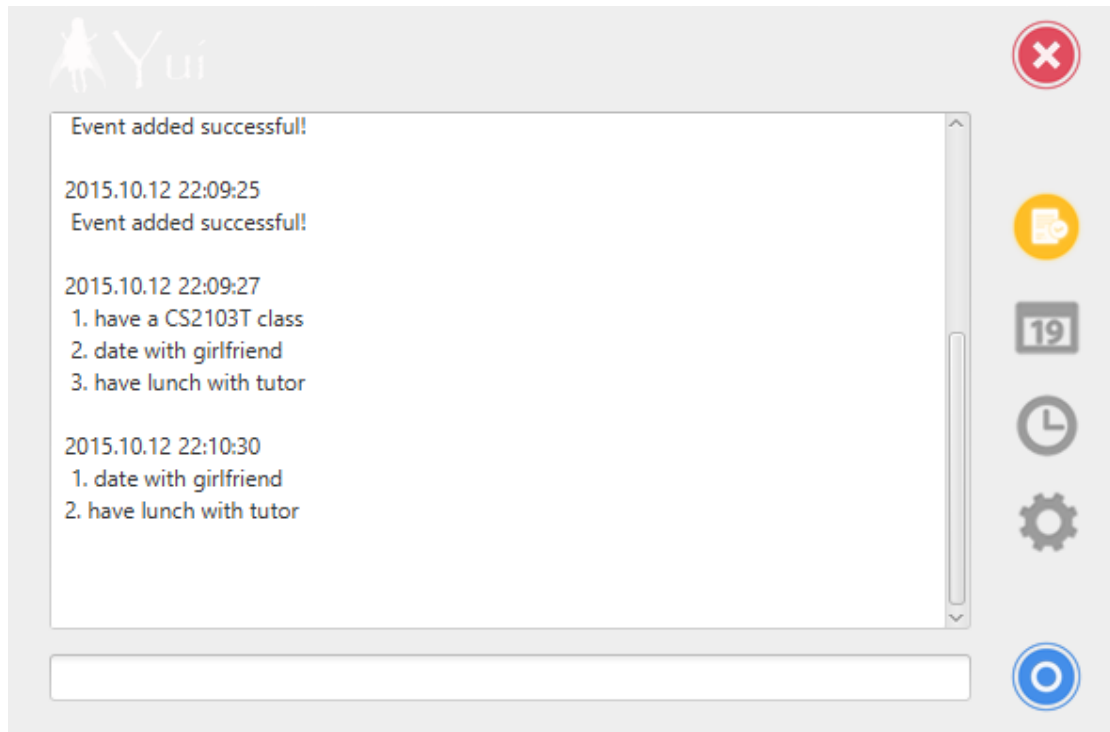 Yui
Event added successful!
2015.10.12 22:09:25
Event added successful!
2015.10.12 22:09:27
1. have a CS2103T class
2. date with girlfriend
3. have lunch with tutor
2015.10.12 22:10:30
1. date with girlfriend
2. have lunch with tutor
19